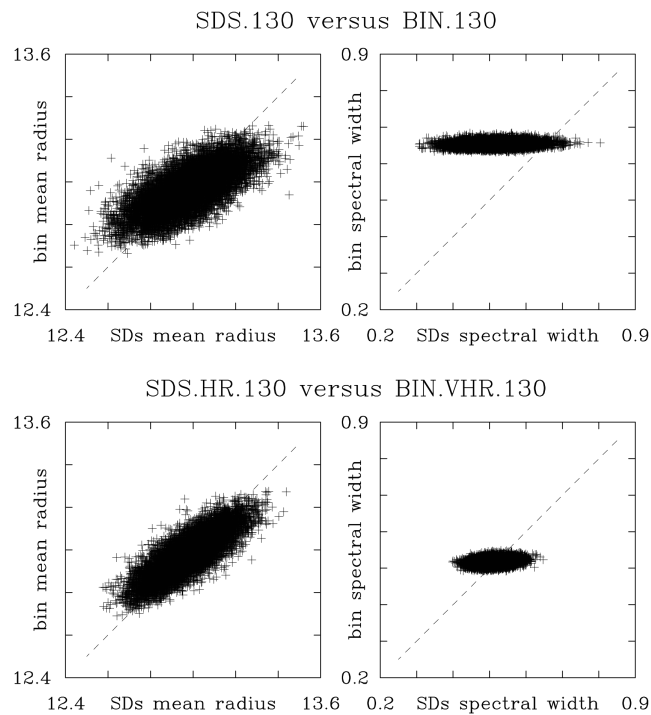 SDS.130 versus BIN.130
13.6
bin mean radius
12.4
12.4 SDs mean radius 13.6
0.9
bin spectral width
0.2
0.2 SDs spectral width 0.9
SDS.HR.130 versus BIN.VHR.130
13.6
bin mean radius
12.4
12.4 SDs mean radius 13.6
0.9
bin spectral width
0.2
0.2 SDs spectral width 0.9